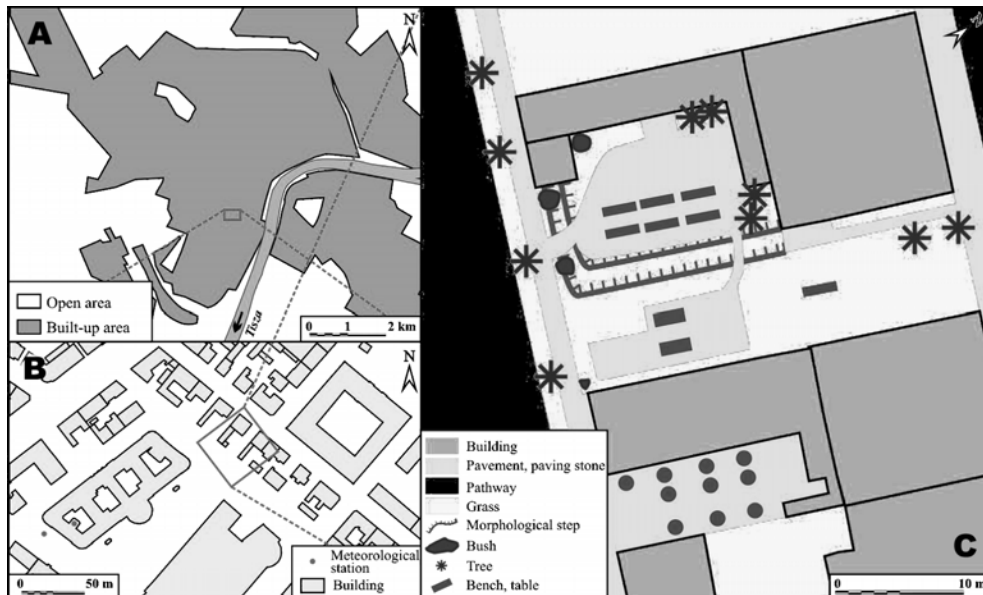 A
N
Open area
Built-up area
Tisza
0 1 2 km
B
N
Meteorological
station
Building
0 50 m
N
Building
Pavement, paving stone
Pathway
Grass
Morphological step
Bush
Tree
Bench, table
C
0 10 m